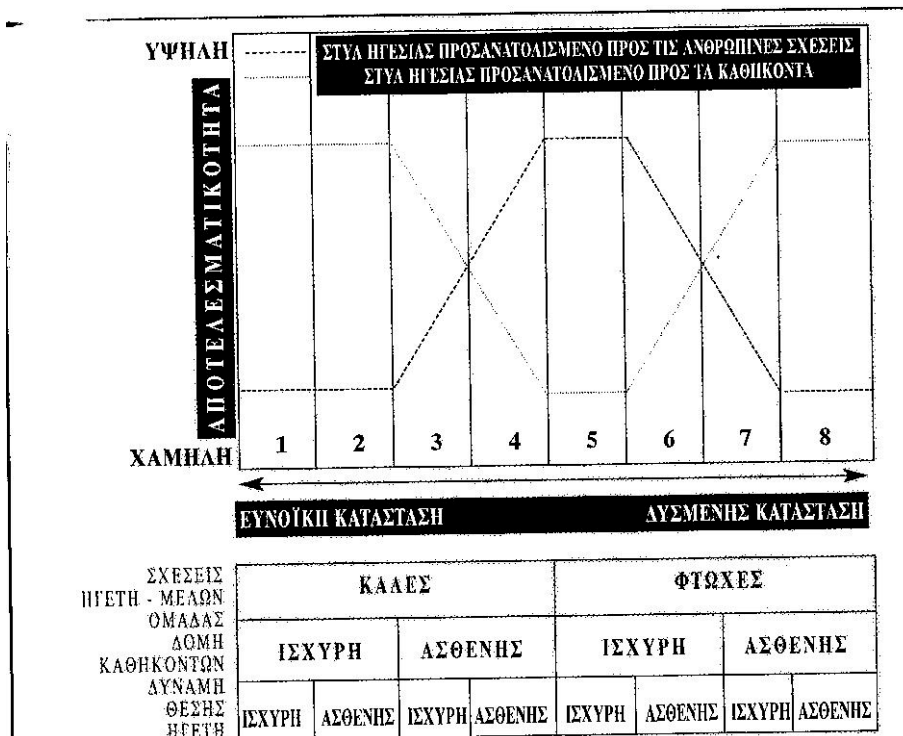 ΥΨΗΛΗ
ΣΤΥΛ ΗΓΕΣΙΑΣ ΠΡΟΣΑΝΑΤΟΛΙΣΜΕΝΟ ΠΡΟΣ ΤΙΣ ΑΝΘΡΩΠΙΝΕΣ ΣΧΕΣΕΙΣ
ΣΤΥΛ ΗΓΕΣΙΑΣ ΠΡΟΣΑΝΑΤΟΛΙΣΜΕΝΟ ΠΡΟΣ ΤΑ ΚΑΘΗΚΟΝΤΑ
ΑΠΟΤΕΛΕΣΜΑΤΙΚΟΤΗΤΑ
1 2 3 4 5 6 7 8
ΧΑΜΗΛΗ
ΕΥΝΟΪΚΗ ΚΑΤΑΣΤΑΣΗ ΔΥΣΜΕΝΗΣ ΚΑΤΑΣΤΑΣΗ
ΣΧΕΣΕΙΣ
ΗΓΕΤΗ - ΜΕΛΩΝ
ΟΜΑΔΑΣ
ΚΑΛΕΣ ΦΤΩΧΕΣ
ΔΟΜΗ
ΚΑΘΗΚΟΝΤΩΝ
ΙΣΧΥΡΗ ΑΣΘΕΝΗΣ ΙΣΧΥΡΗ ΑΣΘΕΝΗΣ
ΔΥΝΑΜΗ
ΘΕΣΗΣ
ΗΓΕΤΗ
ΙΣΧΥΡΗ ΑΣΘΕΝΗΣ ΙΣΧΥΡΗ ΑΣΘΕΝΗΣ ΙΣΧΥΡΗ ΑΣΘΕΝΗΣ ΙΣΧΥΡΗ ΑΣΘΕΝΗΣ